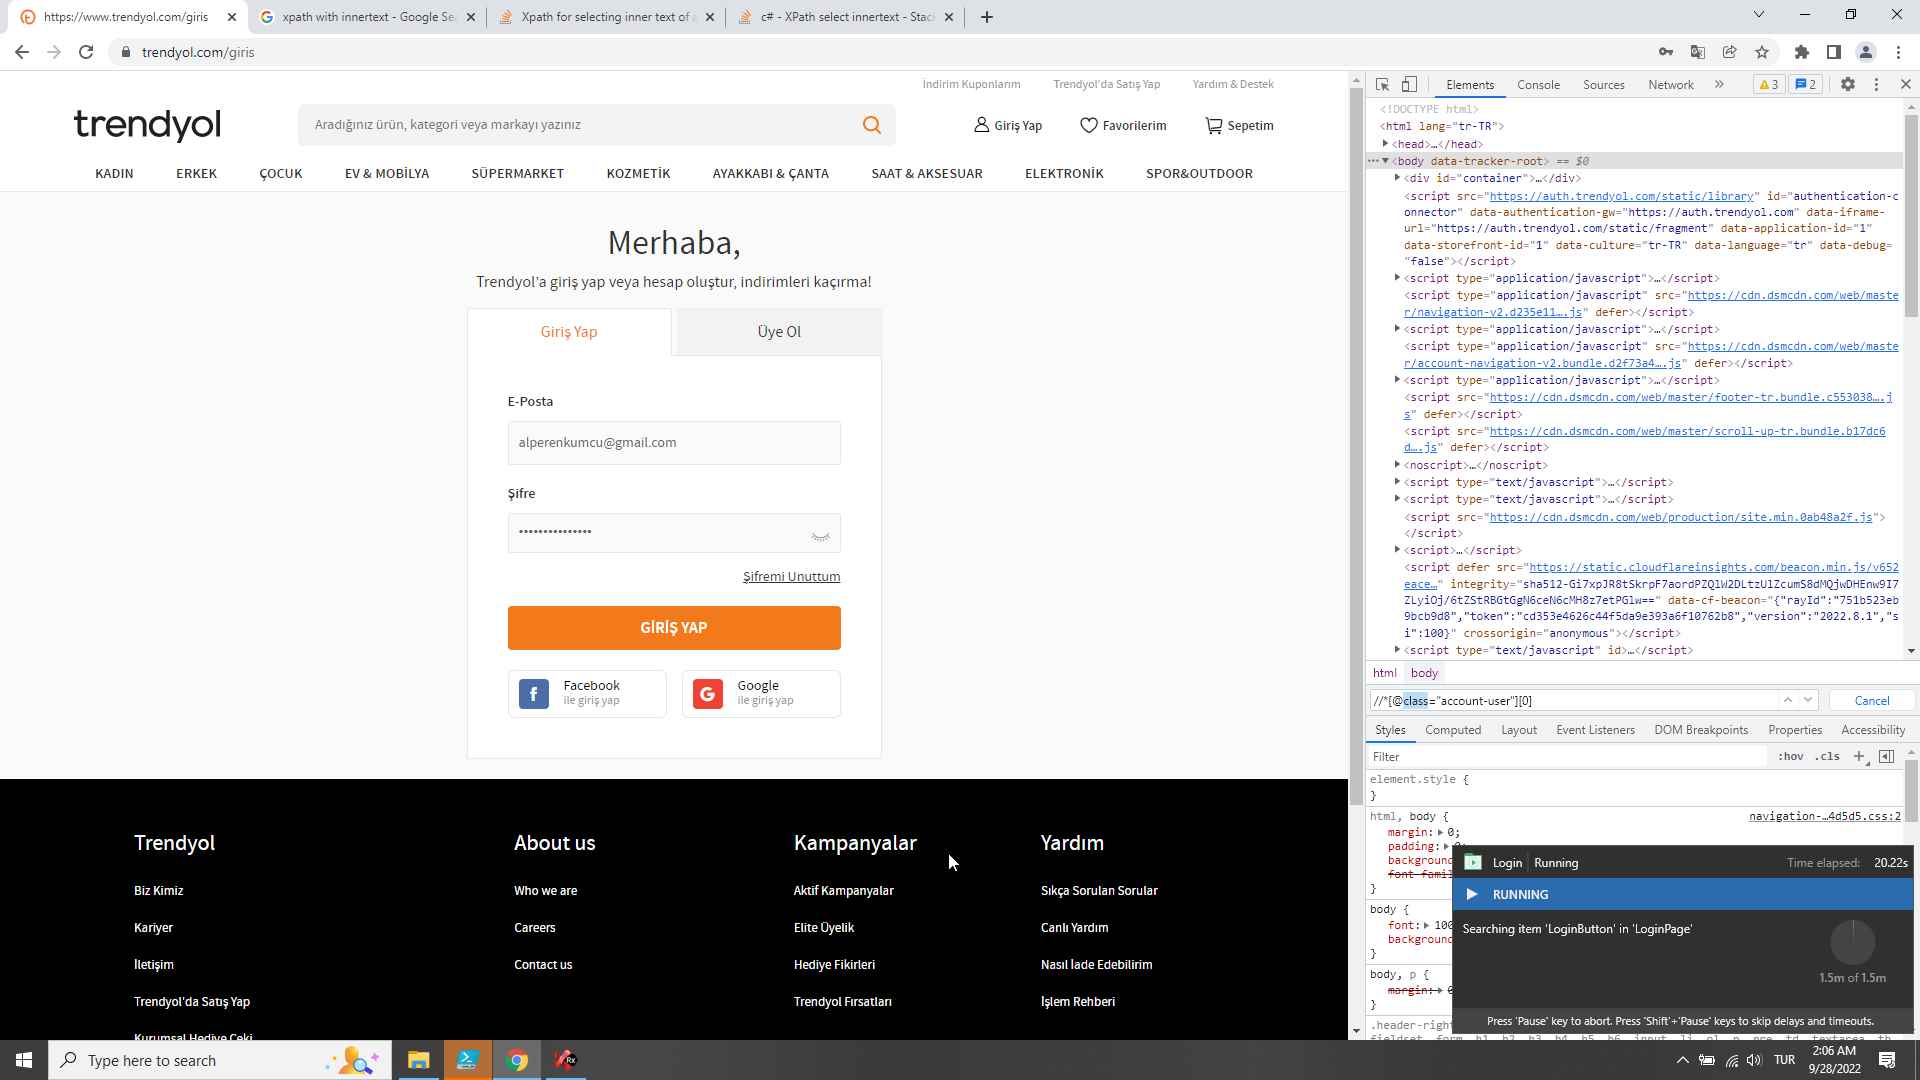 https://www.trendyol.com/giris
xpath with innertext - Google Se
Xpath for selecting inner text of a
c# - XPath select innertext - Stac
trendyol.com/giris
İndirim Kuponlarım
Trendyol'da Satış Yap
Yardım & Destek
trendyol
Aradığınız ürün, kategori veya markayı yazınız
Giriş Yap
Favorilerim
Sepetim
KADIN
ERKEK
ÇOCUK
EV & MOBİLYA
SÜPERMARKET
KOZMETİK
AYAKKABI & ÇANTA
SAAT & AKSESUAR
ELEKTRONİK
SPOR&OUTDOOR
Merhaba,
Trendyol'a giriş yap veya hesap oluştur, indirimleri kaçırma!
Giriş Yap
Üye Ol
E-Posta
alperenkumcu@gmail.com
Şifre
•••••••••••••••
Şifremi Unuttum
GİRİŞ YAP
Facebook
ile giriş yap
Google
ile giriş yap
Trendyol
Biz Kimiz
Kariyer
İletişim
Trendyol'da Satış Yap
Kurumsal Hediye Çeki
About us
Who we are
Careers
Contact us
Kampanyalar
Aktif Kampanyalar
Elite Üyelik
Hediye Fikirleri
Trendyol Fırsatları
Yardım
Sıkça Sorulan Sorular
Canlı Yardım
Nasıl İade Edebilirim
İşlem Rehberi
Elements
Console
Sources
Network
3
2
<!DOCTYPE html>
<html lang="tr-TR">
<head>…</head>
<body data-tracker-root> == $0
<div id="container">…</div>
<script src="https://auth.trendyol.com/static/library" id="authentication-c
onnector" data-authentication-gw="https://auth.trendyol.com" data-iframe-
url="https://auth.trendyol.com/static/fragment" data-application-id="1"
data-storefront-id="1" data-culture="tr-TR" data-language="tr" data-debug=
"false"></script>
<script type="application/javascript">…</script>
<script type="application/javascript" src="https://cdn.dsmcdn.com/web/maste
r/navigation-v2.d235e11….js" defer></script>
<script type="application/javascript">…</script>
<script type="application/javascript" src="https://cdn.dsmcdn.com/web/maste
r/account-navigation-v2.bundle.d2f73a4….js" defer></script>
<script type="application/javascript">…</script>
<script src="https://cdn.dsmcdn.com/web/master/footer-tr.bundle.c553038….j
s" defer></script>
<script src="https://cdn.dsmcdn.com/web/master/scroll-up-tr.bundle.b17dc6
d….js" defer></script>
<noscript>…</noscript>
<script type="text/javascript">…</script>
<script type="text/javascript">…</script>
<script src="https://cdn.dsmcdn.com/web/production/site.min.0ab48a2f.js">
</script>
<script>…</script>
<script defer src="https://static.cloudflareinsights.com/beacon.min.js/v652
eace…" integrity="sha512-Gi7xpJR8tSkrpF7aordPZQlW2DLtzUlZcumS8dMQjwDHEnw9I7
ZLyiOj/6tZStRBGtGgN6ceN6cMH8z7etPGlw==" data-cf-beacon="{"rayId":"751b523eb
9bcb9d8","token":"cd353e4626c44f5da9e393a6f10762b8","version":"2022.8.1","s
i":100}" crossorigin="anonymous"></script>
<script type="text/javascript" id>…</script>
html
body
//*[@class="account-user"][0]
Cancel
Styles
Computed
Layout
Event Listeners
DOM Breakpoints
Properties
Accessibility
Filter
:hov
.cls
element.style {
}
html, body {
navigation-…4d5d5.css:2
margin: 0;
padding: 0;
background
font-famil
}
body {
font: 100
background
}
body, p {
margin: 0
}
.header-right
Login
Running
Time elapsed:
20.22s
RUNNING
Searching item 'LoginButton' in 'LoginPage'
1.5m of 1.5m
Press 'Pause' key to abort. Press 'Shift'+'Pause' keys to skip delays and timeouts.
Type here to search
TUR
2:06 AM
9/28/2022